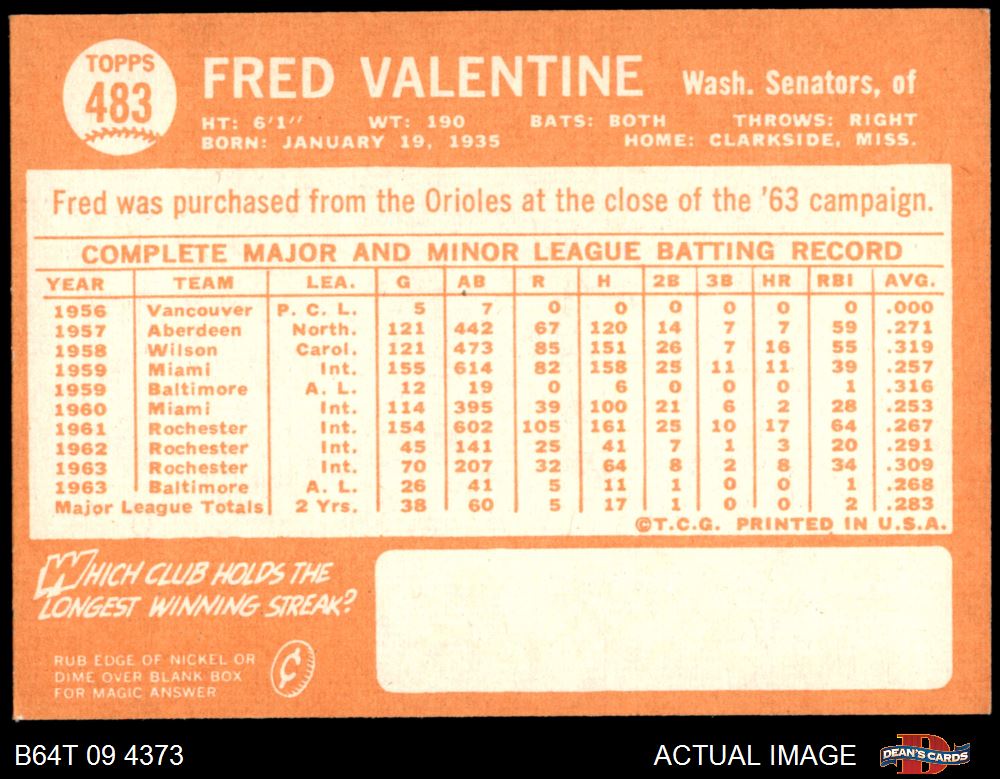 TOPPS
483
FRED VALENTINE Wash. Senators, of
HT: 6'1" WT: 190 BATS: BOTH THROWS: RIGHT
BORN: JANUARY 19, 1935 HOME: CLARKSIDE, MISS.
Fred was purchased from the Orioles at the close of the '63 campaign.
COMPLETE MAJOR AND MINOR LEAGUE BATTING RECORD
YEAR TEAM LEA. G AB R H 2B 3B HR RBI AVG.
1956 Vancouver P. C. L. 5 7 0 0 0 0 0 0 .000
1957 Aberdeen North. 121 442 67 120 14 7 7 59 .271
1958 Wilson Carol. 121 473 85 151 26 7 16 55 .319
1959 Miami Int. 155 614 82 158 25 11 11 39 .257
1959 Baltimore A. L. 12 19 0 6 0 0 0 1 .316
1960 Miami Int. 114 395 39 100 21 6 2 28 .253
1961 Rochester Int. 154 602 105 161 25 10 17 64 .267
1962 Rochester Int. 45 141 25 41 7 1 3 20 .291
1963 Rochester Int. 70 207 32 64 8 2 8 34 .309
1963 Baltimore A. L. 26 41 5 11 1 0 0 1 .268
Major League Totals 2 Yrs. 38 60 5 17 1 0 0 2 .283
©T.C.G. PRINTED IN U.S.A.
WHICH CLUB HOLDS THE
LONGEST WINNING STREAK?
RUB EDGE OF NICKEL OR
DIME OVER BLANK BOX
FOR MAGIC ANSWER
¢
B64T 09 4373 ACTUAL IMAGE DEAN'S CARDS